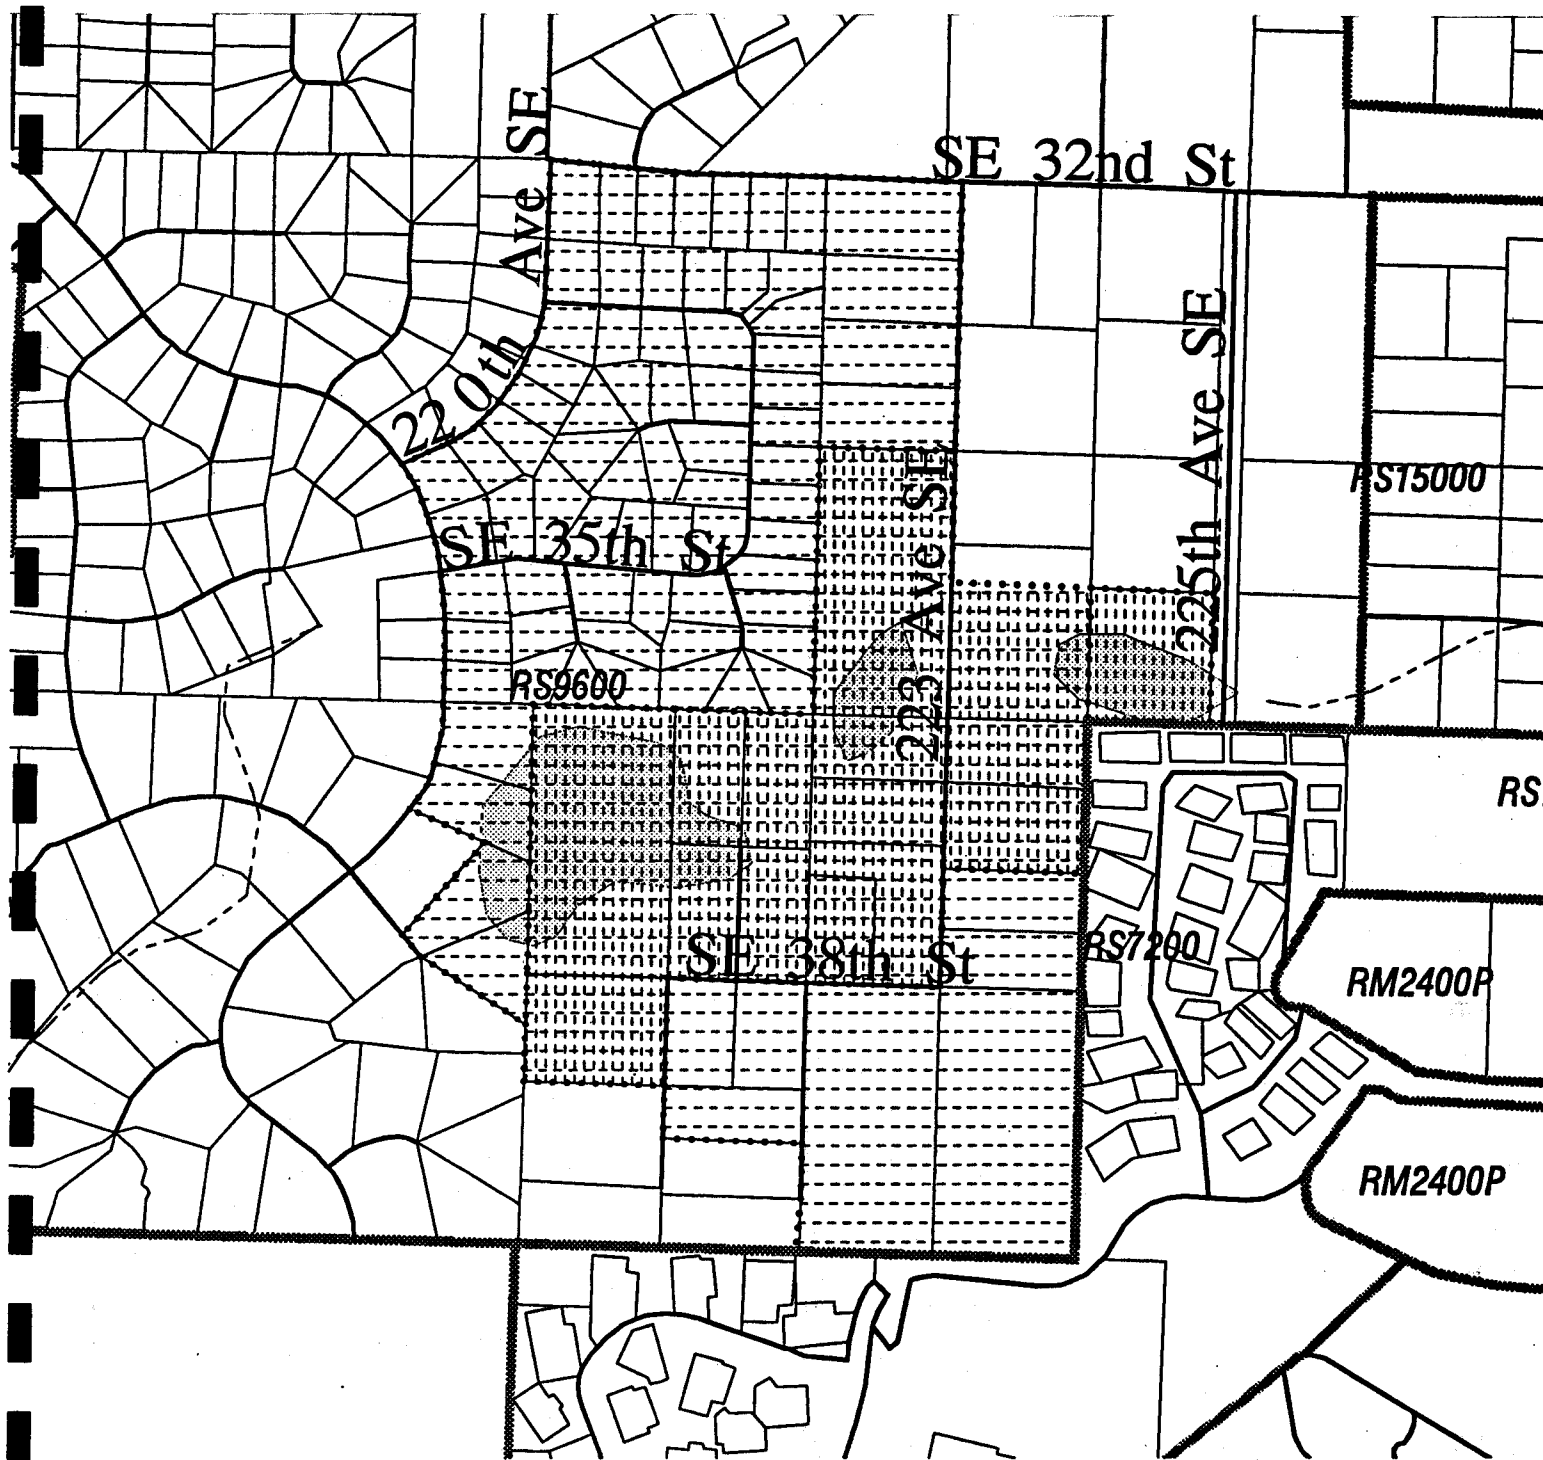 SE 32nd St
220th Ave SE
225th Ave SE
RS15000
223 Ave SE
SE 35th St
RS9600
RS
SE 38th St
RS7200
RM2400P
RM2400P